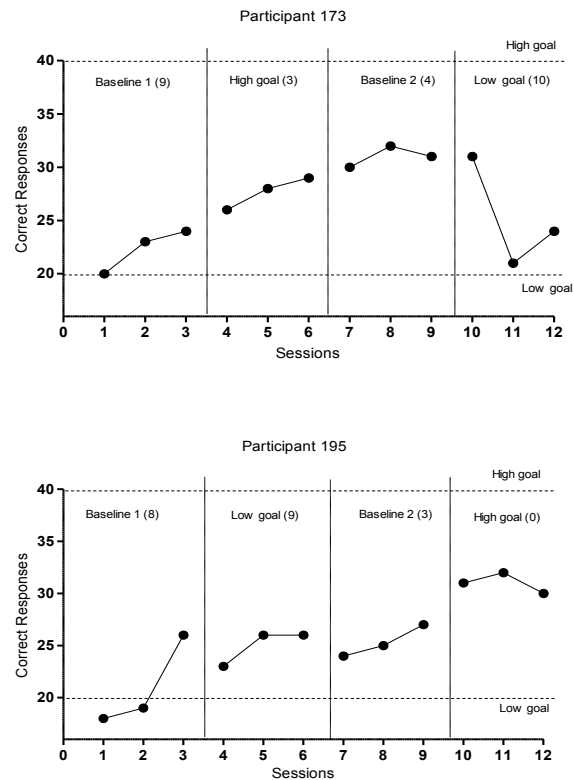 Participant 173
High goal
Baseline 1 (9) High goal (3) Baseline 2 (4) Low goal (10)
Correct Responses
40
35
30
25
20
Low goal
0 1 2 3 4 5 6 7 8 9 10 11 12
Sessions
Participant 195
High goal
Baseline 1 (8) Low goal (9) Baseline 2 (3) High goal (0)
Correct Responses
40
35
30
25
20
Low goal
0 1 2 3 4 5 6 7 8 9 10 11 12
Sessions